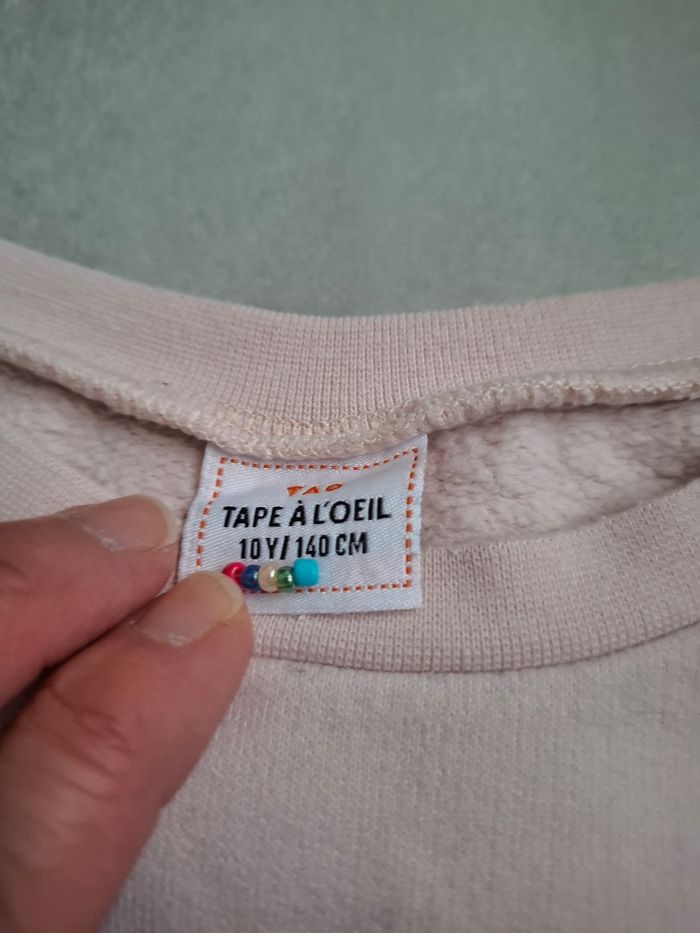 TAO
TAPE À L'OEIL
10Y/140 CM